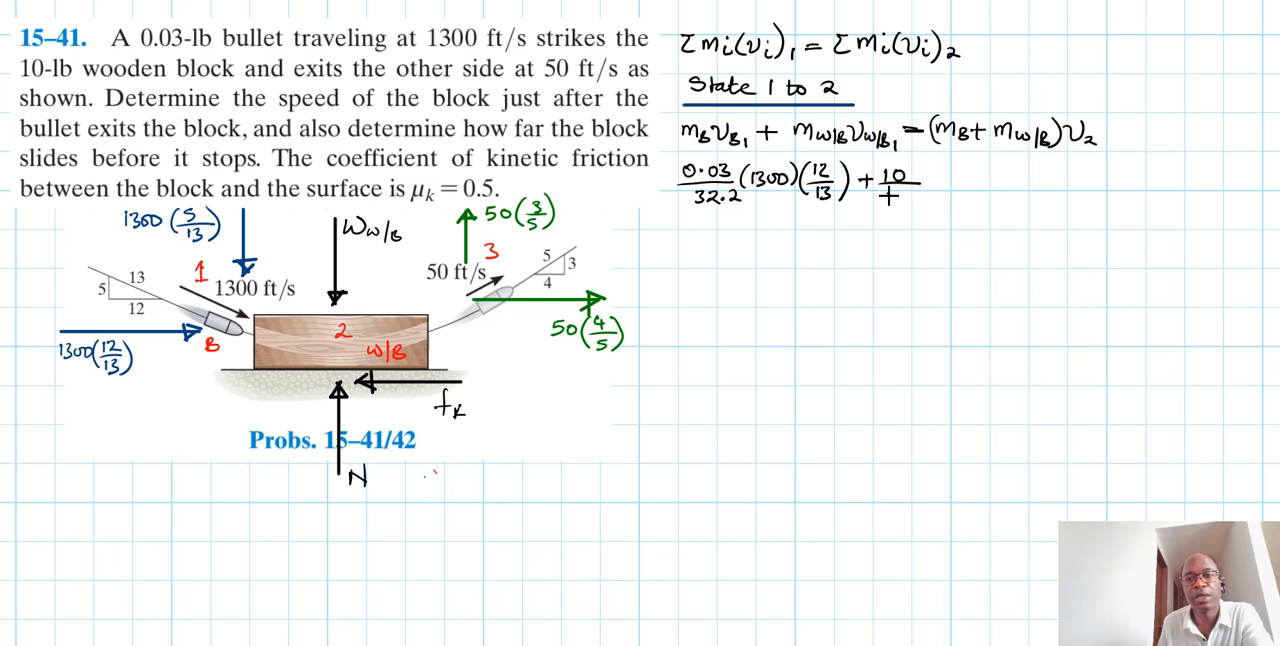 15–41. A 0.03-lb bullet traveling at 1300 ft/s strikes the
10-lb wooden block and exits the other side at 50 ft/s as
shown. Determine the speed of the block just after the
bullet exits the block, and also determine how far the block
slides before it stops. The coefficient of kinetic friction
between the block and the surface is μk = 0.5.
1300 (5/13)
Ww/B
50 (3/5)
5
13
12
1
1300 ft/s
3
50 ft/s
5
3
4
1300(12/13)
B
2
w/B
50(4/5)
fk
Probs. 15–41/42
N
Σmi(vi)1 = Σmi(vi)2
State 1 to 2
mBvB1 + mw/Bvw/B1 = (mB + mw/B)v2
0.03/32.2 (1300)(12/13) + 10/